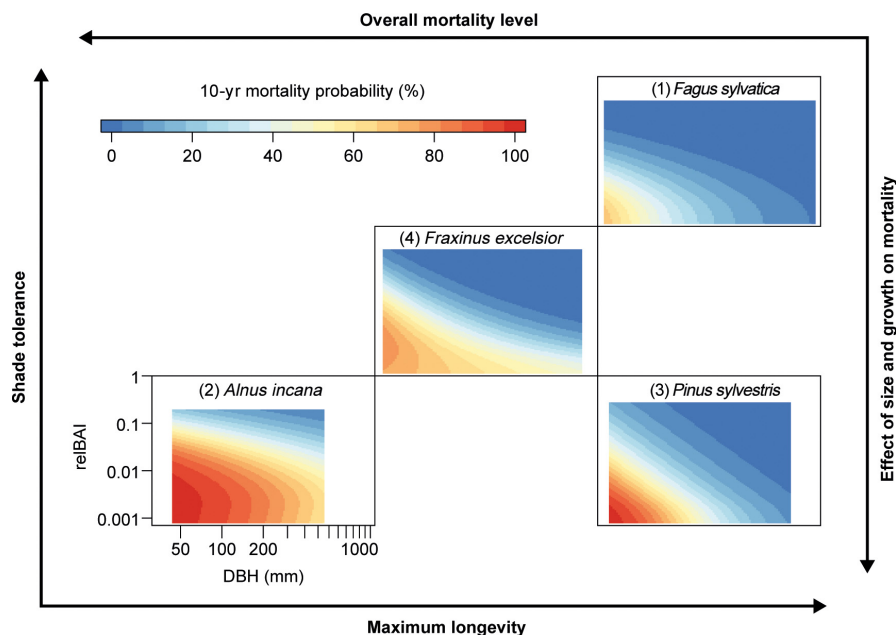 Overall mortality level
10-yr mortality probability (%)
0 20 40 60 80 100
(1) Fagus sylvatica
(4) Fraxinus excelsior
(2) Alnus incana
(3) Pinus sylvestris
Shade tolerance
Effect of size and growth on mortality
relBAI
1
0.1
0.01
0.001
50 100 200 1000
DBH (mm)
Maximum longevity